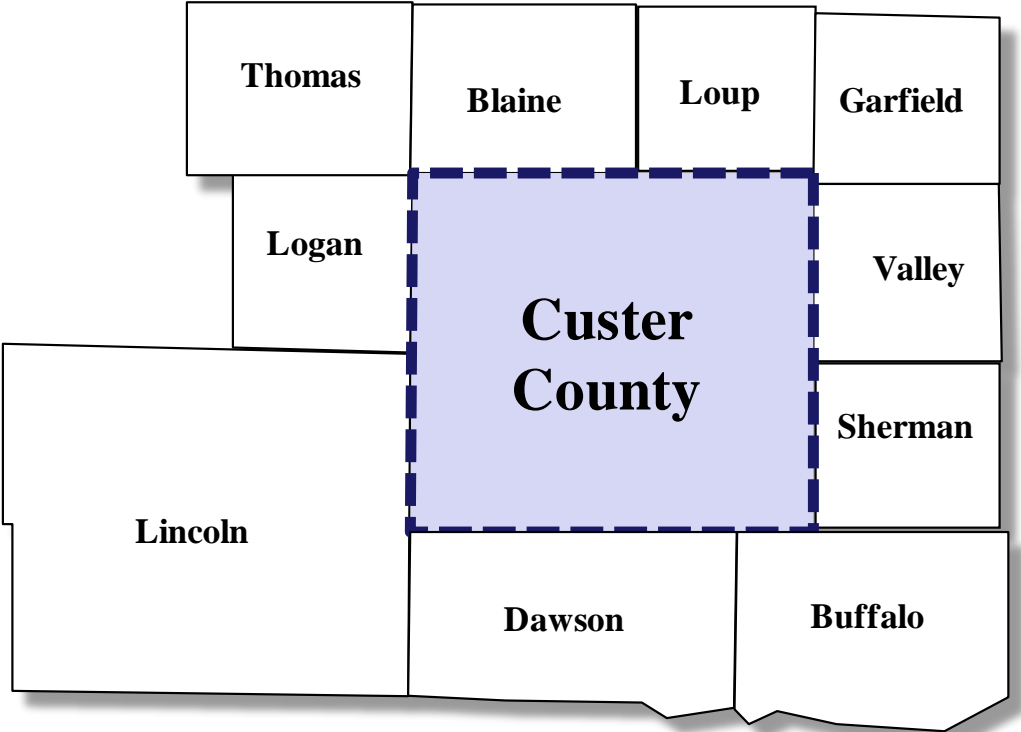 Thomas
Blaine
Loup
Garfield
Logan
Valley
Custer
County
Sherman
Lincoln
Dawson
Buffalo